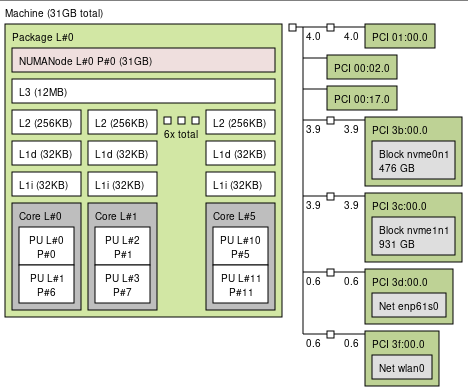 Machine (31GB total)
Package L#0
NUMANode L#0 P#0 (31GB)
L3 (12MB)
L2 (256KB) L2 (256KB) L2 (256KB)
6x total
L1d (32KB) L1d (32KB) L1d (32KB)
L1i (32KB) L1i (32KB) L1i (32KB)
Core L#0 Core L#1 Core L#5
PU L#0 PU L#2 PU L#10
P#0 P#1 P#5
PU L#1 PU L#3 PU L#11
P#6 P#7 P#11
4.0 4.0 PCI 01:00.0
PCI 00:02.0
PCI 00:17.0
3.9 3.9 PCI 3b:00.0
Block nvme0n1
476 GB
3.9 3.9 PCI 3c:00.0
Block nvme1n1
931 GB
0.6 0.6 PCI 3d:00.0
Net enp61s0
0.6 0.6 PCI 3f:00.0
Net wlan0